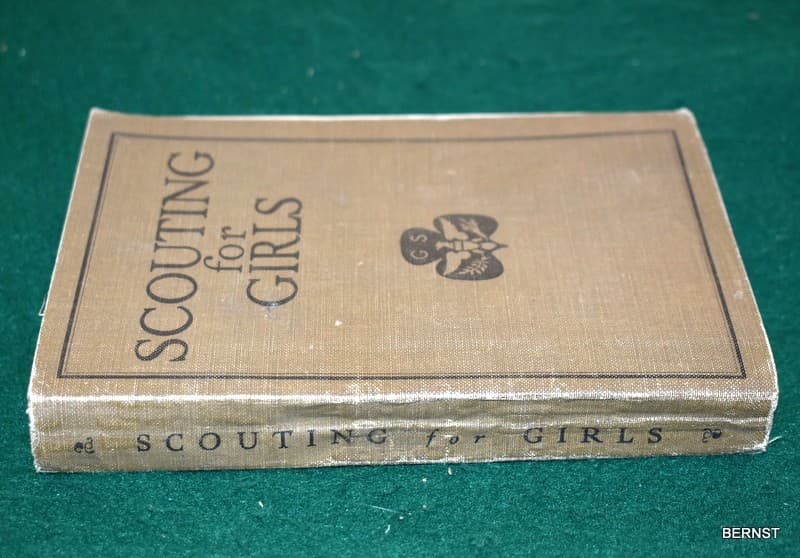 SCOUTING
for
GIRLS
G S
SCOUTING for GIRLS
BERNST